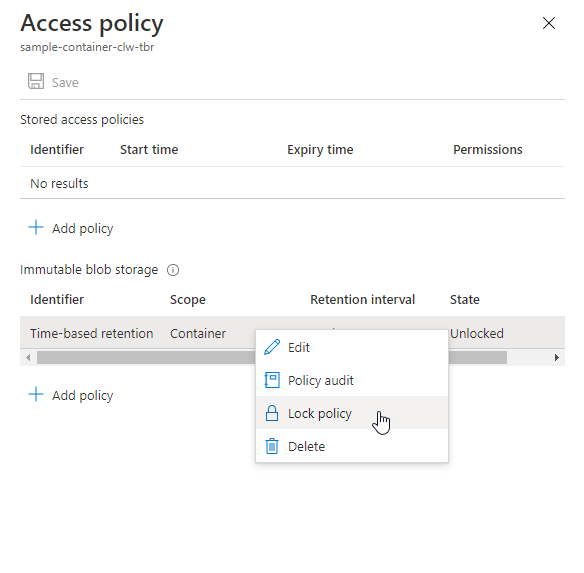 Access policy
sample-container-clw-tbr
Save
Stored access policies
Identifier Start time Expiry time Permissions
No results
Add policy
Immutable blob storage
Identifier Scope Retention interval State
Time-based retention Container Unlocked
Edit
Policy audit
Lock policy
Delete
Add policy